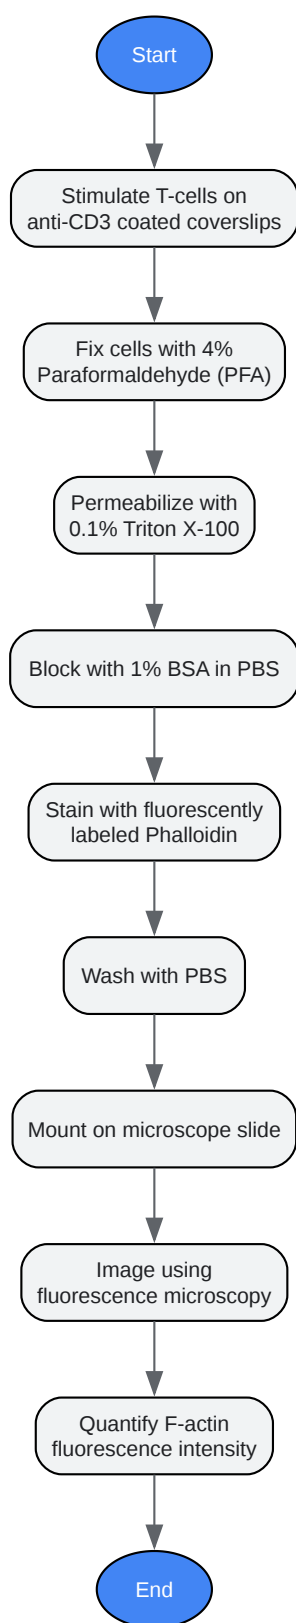 Start
Stimulate T-cells on
anti-CD3 coated coverslips
Fix cells with 4%
Paraformaldehyde (PFA)
Permeabilize with
0.1% Triton X-100
Block with 1% BSA in PBS
Stain with fluorescently
labeled Phalloidin
Wash with PBS
Mount on microscope slide
Image using
fluorescence microscopy
Quantify F-actin
fluorescence intensity
End